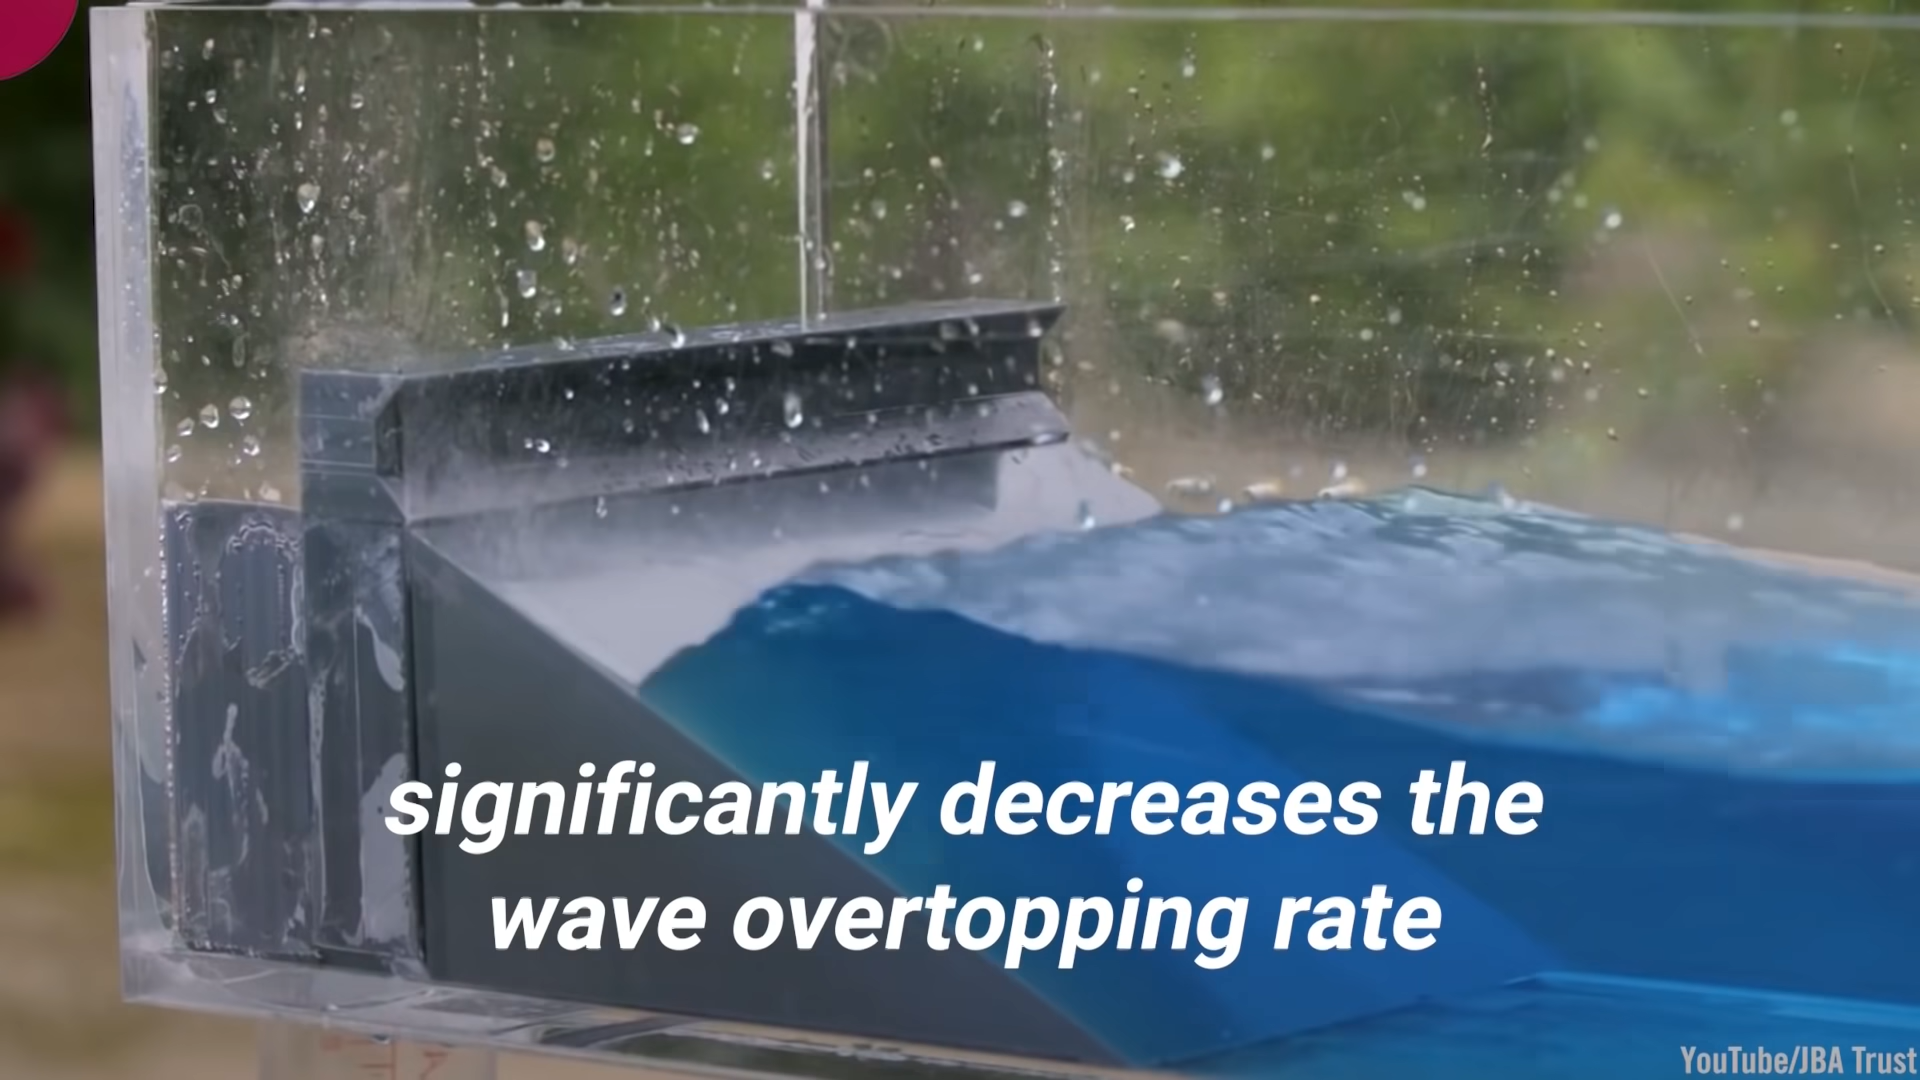 significantly decreases the
wave overtopping rate
YouTube/JBA Trust